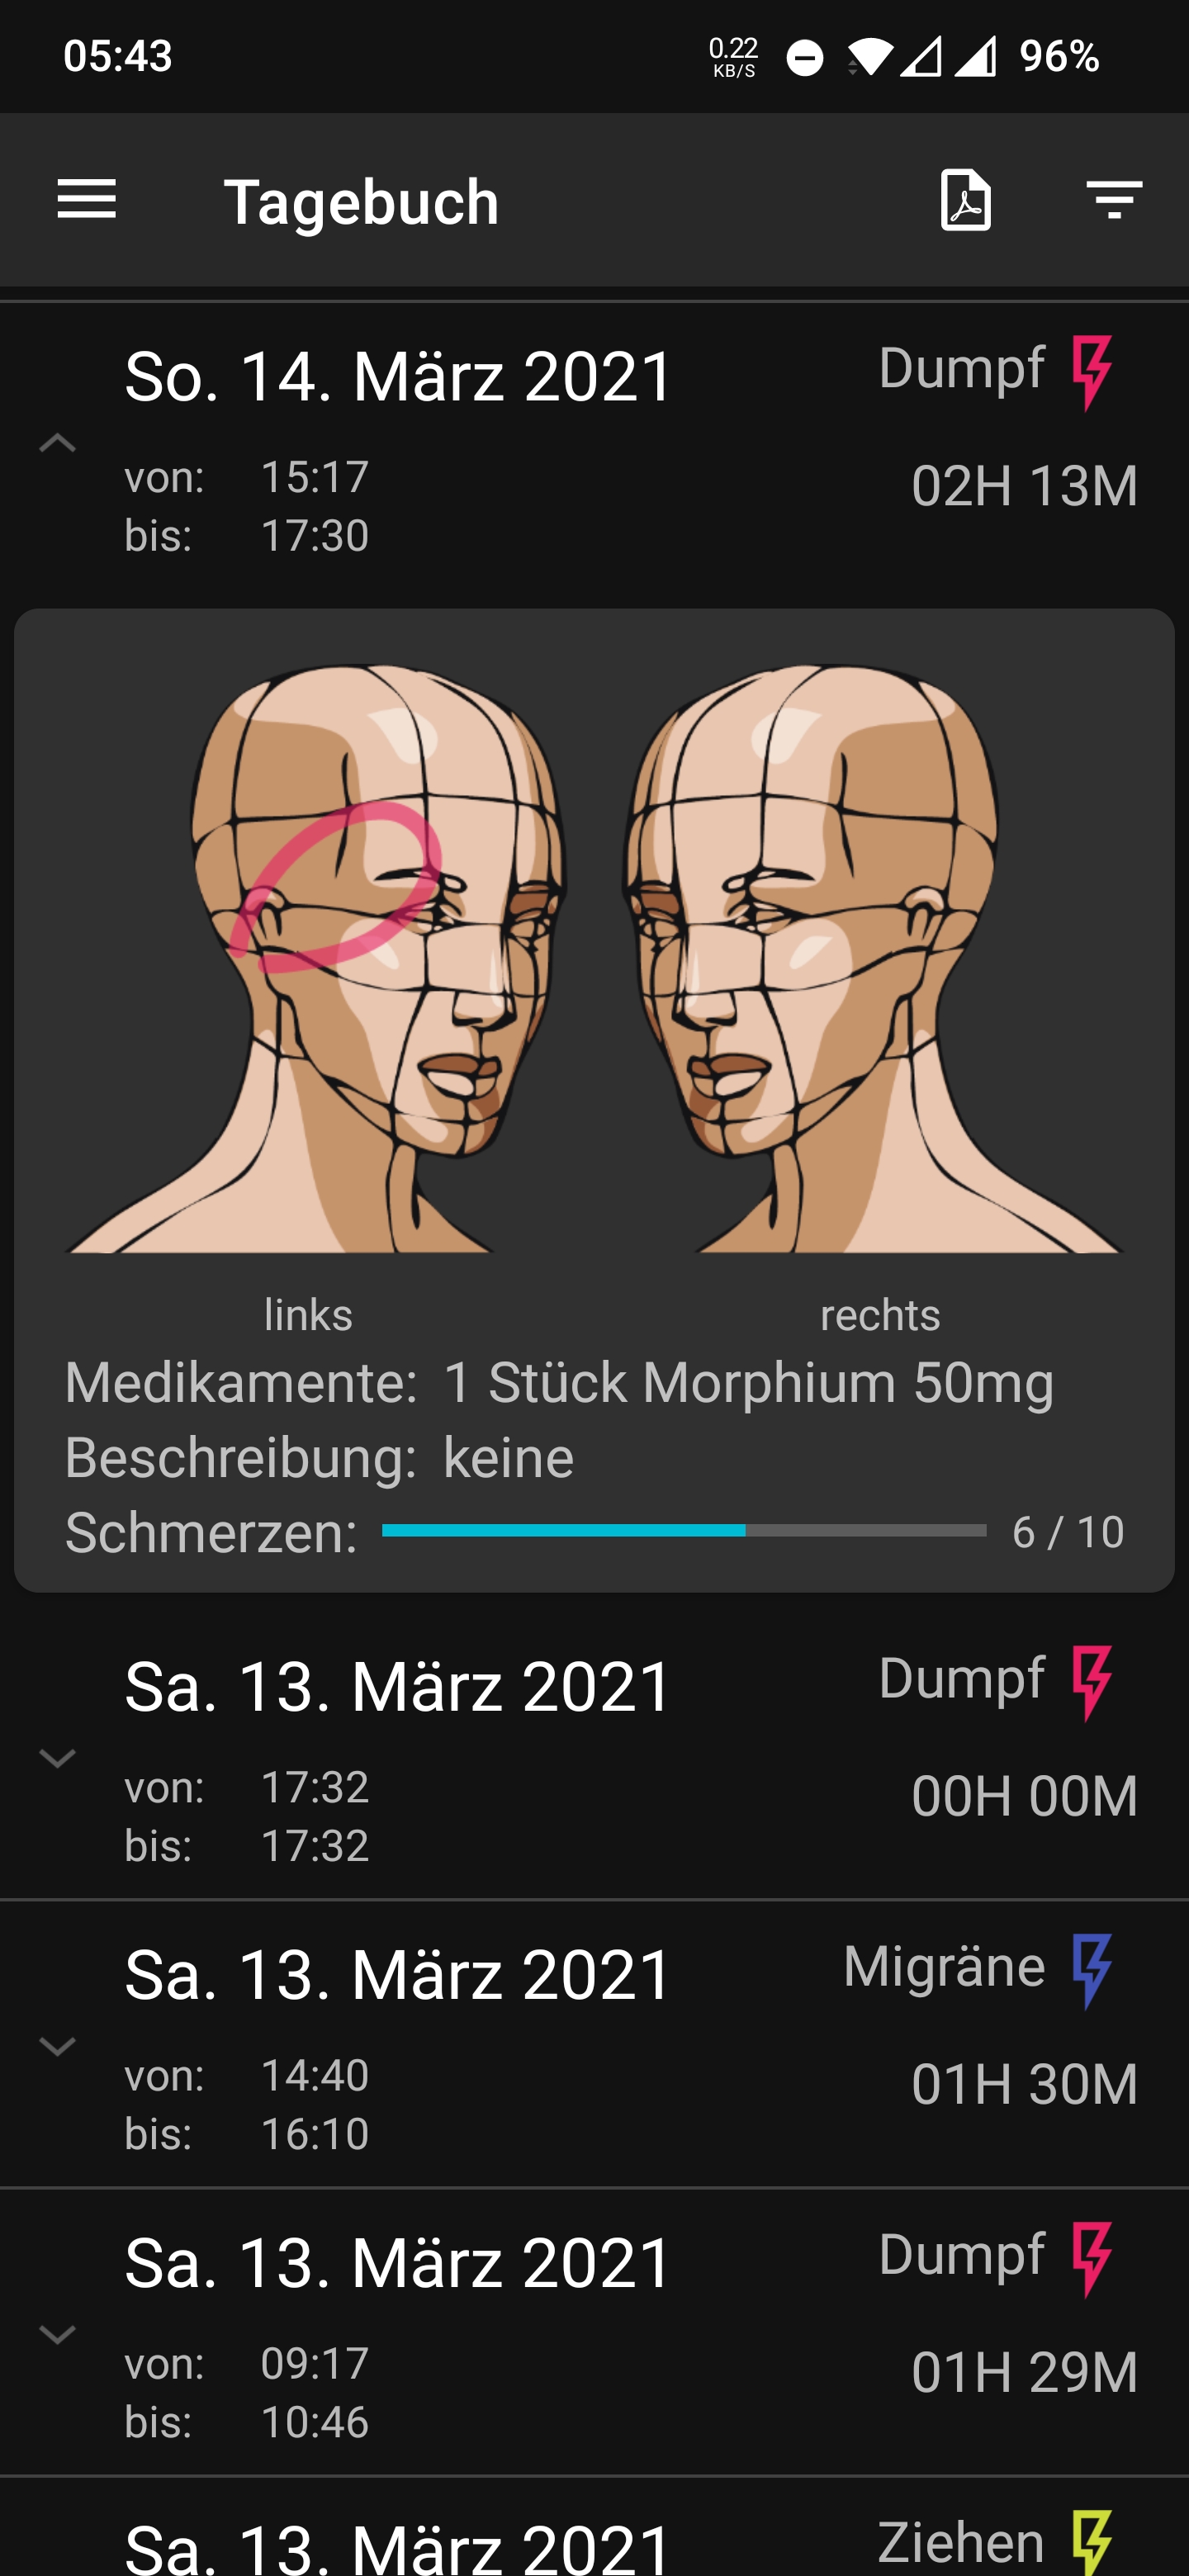 05:43
0.22 KB/S
96%
Tagebuch
So. 14. März 2021
Dumpf
von: 15:17
02H 13M
bis: 17:30
links
rechts
Medikamente: 1 Stück Morphium 50mg
Beschreibung: keine
Schmerzen: 6 / 10
Sa. 13. März 2021
Dumpf
von: 17:32
00H 00M
bis: 17:32
Sa. 13. März 2021
Migräne
von: 14:40
01H 30M
bis: 16:10
Sa. 13. März 2021
Dumpf
von: 09:17
01H 29M
bis: 10:46
Sa. 13. März 2021
Ziehen